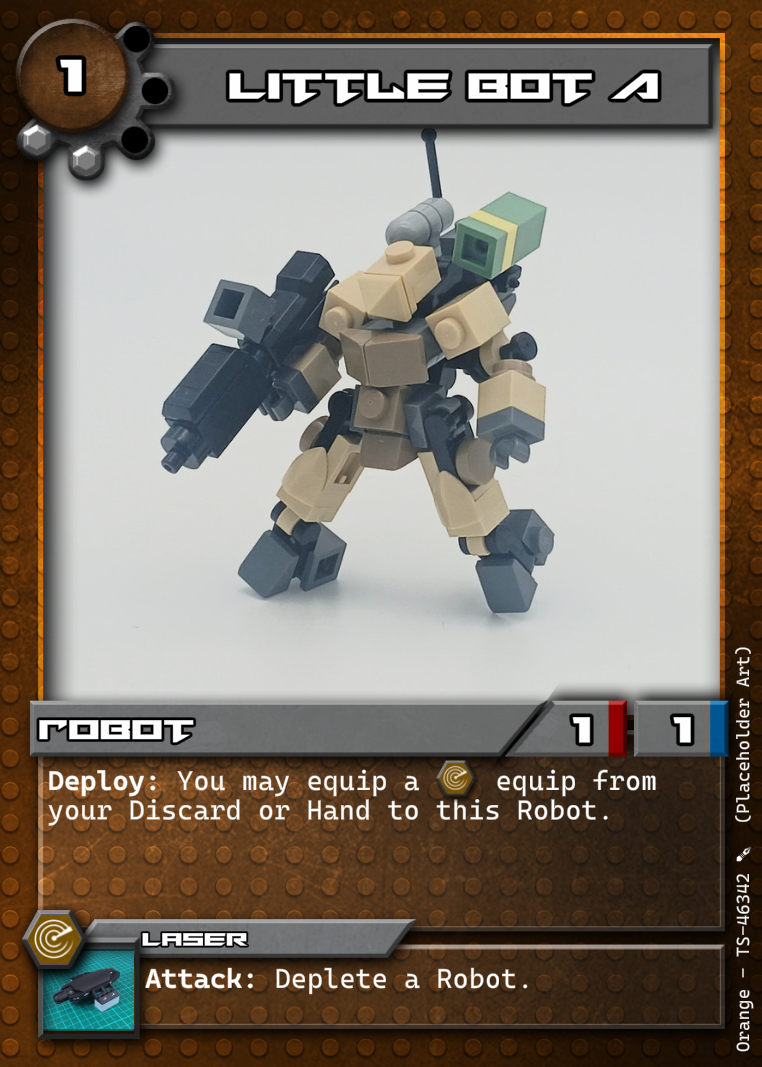 1
LITTLE BOT A
ROBOT
1
1
Deploy: You may equip a equip from
your Discard or Hand to this Robot.
LASER
Attack: Deplete a Robot.
Orange - TS-46342 (Placeholder Art)